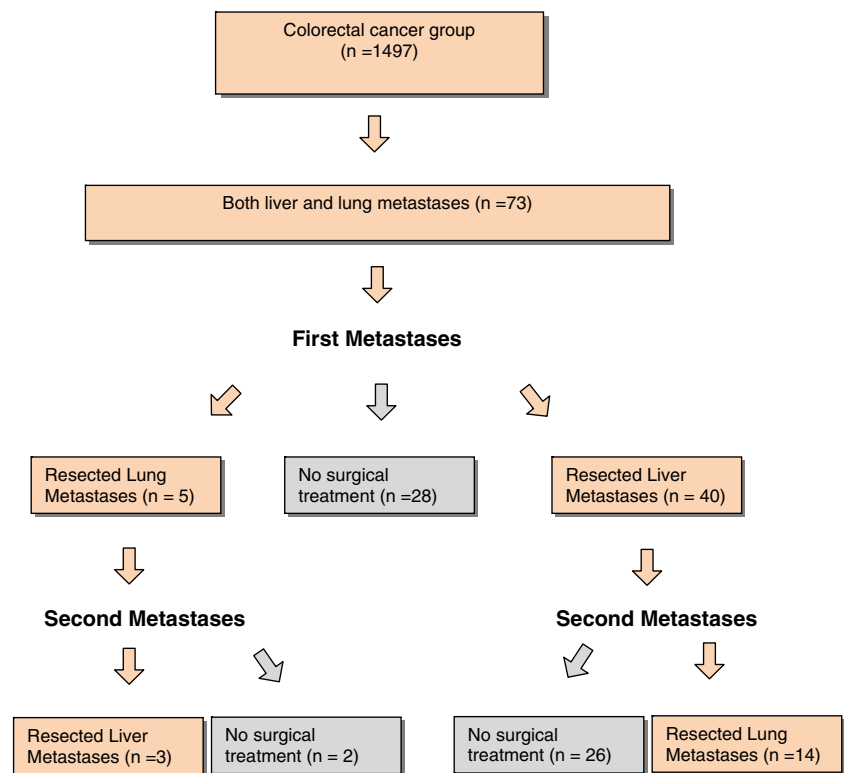 Colorectal cancer group
(n =1497)
Both liver and lung metastases (n =73)
First Metastases
Resected Lung
Metastases (n = 5)
No surgical
treatment (n =28)
Resected Liver
Metastases (n = 40)
Second Metastases
Second Metastases
Resected Liver
Metastases (n =3)
No surgical
treatment (n = 2)
No surgical
treatment (n = 26)
Resected Lung
Metastases (n =14)